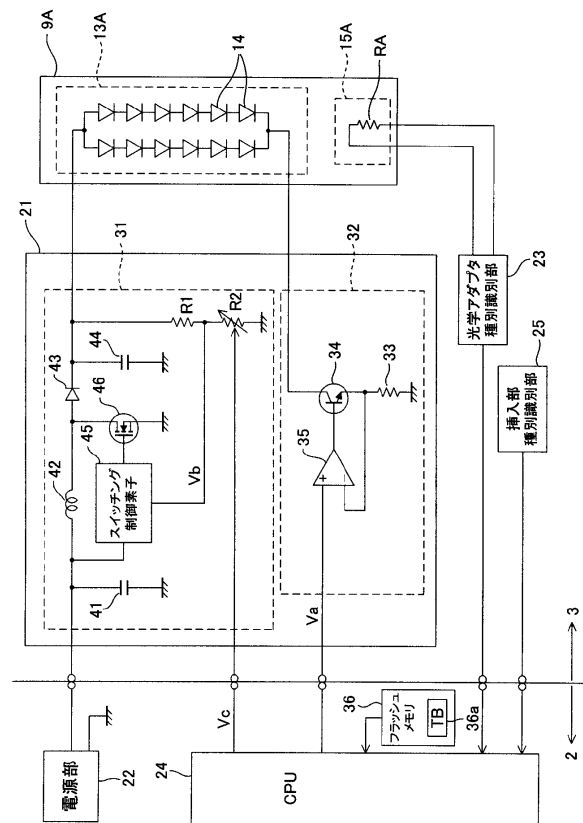 9A
13A
14
15A
RA
21
31
32
R1
R2
44
43
46
45
42
41
スイッチング
制御素子
Vb
34
33
35
+
-
Va
Vc
光学アダプタ
種別識別部
23
挿入部
種別識別部
25
電源部
22
24
CPU
36
フラッシュ
メモリ
TB
36a
3
2